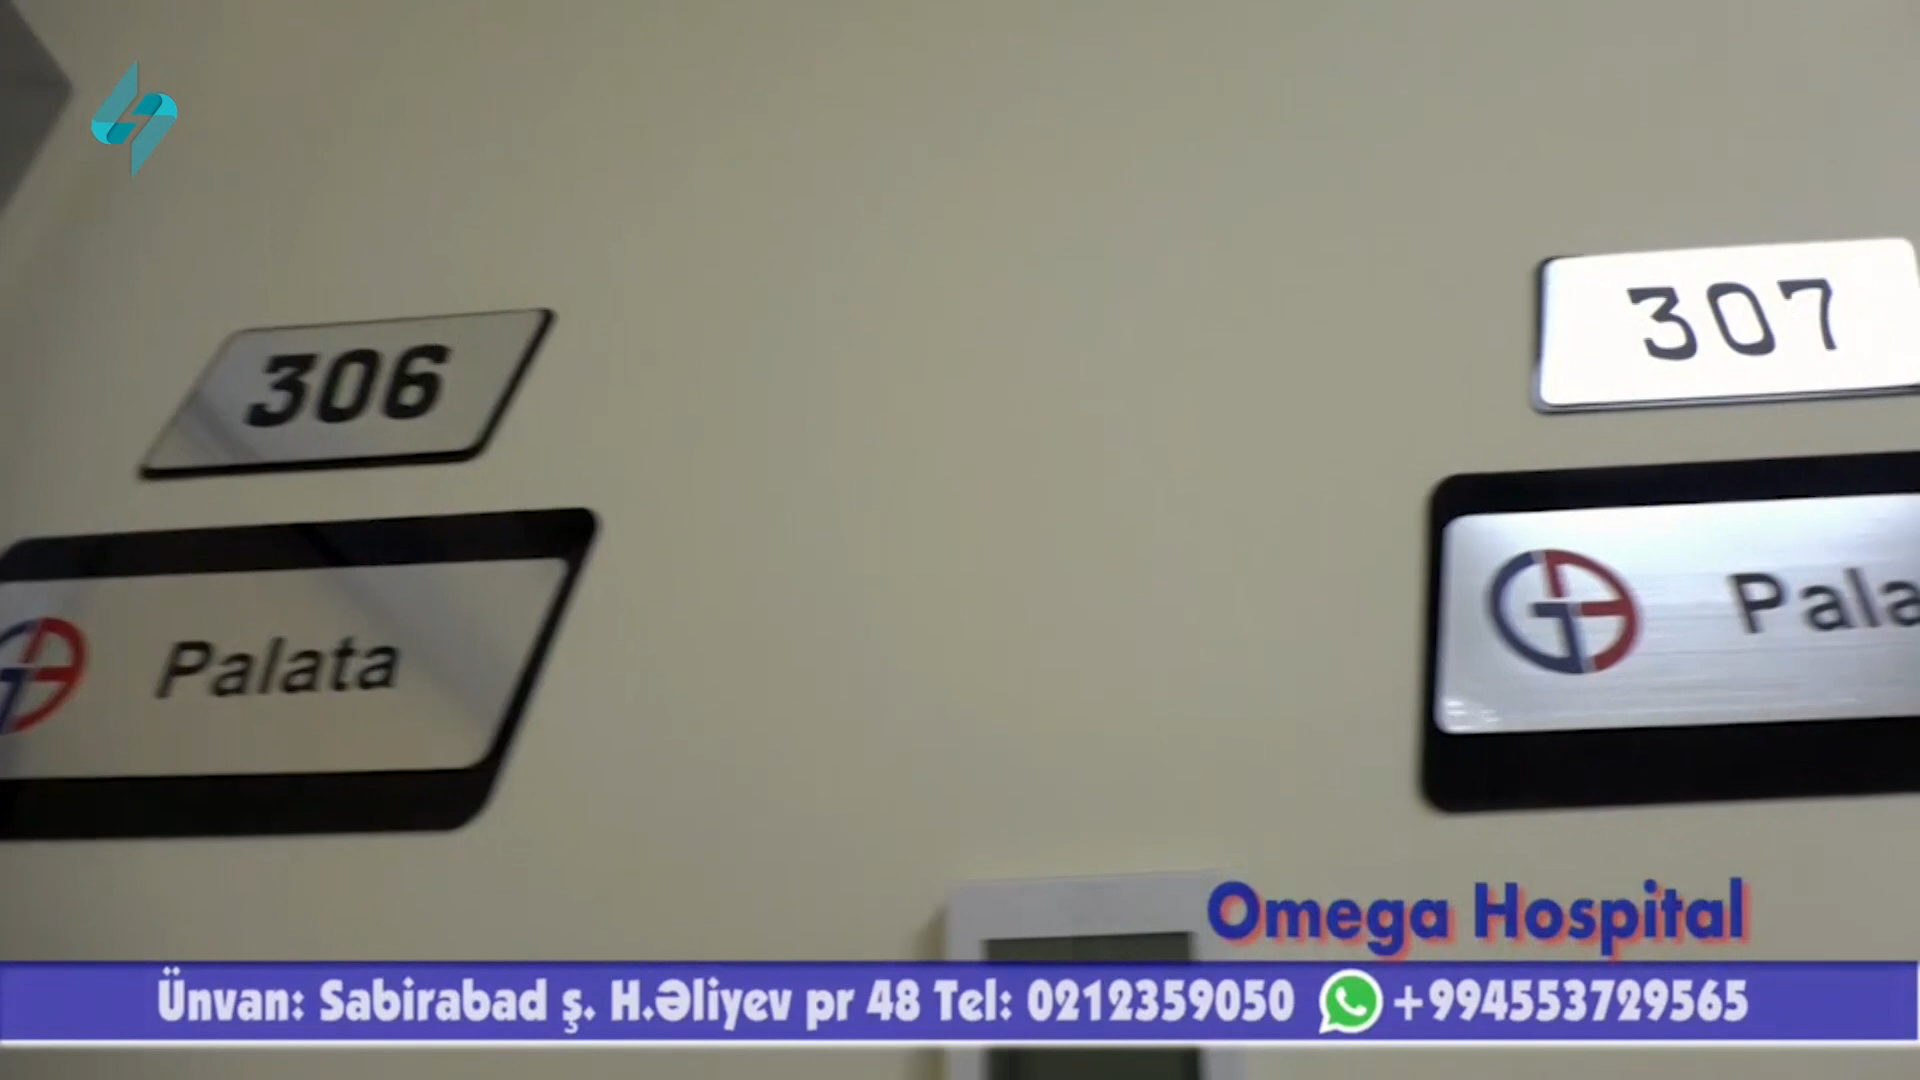 306
307
Palata
Pala
Omega Hospital
Ünvan: Sabirabad ş. H.Əliyev pr 48 Tel: 0212359050 +994553729565